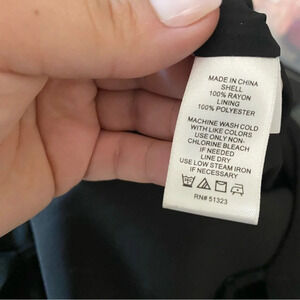 MADE IN CHINA
SHELL
100% RAYON
LINING
100% POLYESTER
MACHINE WASH COLD
WITH LIKE COLORS
USE ONLY NON-
CHLORINE BLEACH
IF NEEDED
LINE DRY
USE LOW STEAM IRON
IF NECESSARY
RN# 51323